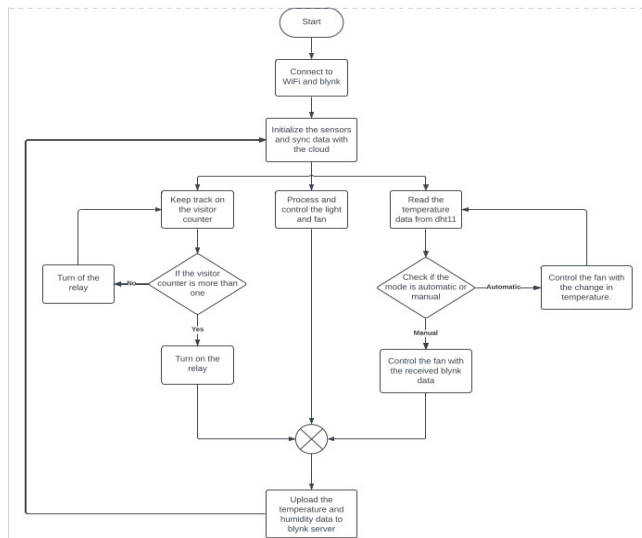 Start
Connect to
WiFi and blynk
Initialize the sensors
and sync data with
the cloud
Keep track on
the visitor
counter
Process and
control the light
and fan
Read the
temperature
data from dht11
Turn of the
relay
No
If the visitor
counter is more than
one
Check if the
mode is automatic or
manual
Automatic
Control the fan with
the change in
temperature.
Yes
Manual
Turn on the
relay
Control the fan with
the received blynk
data
Upload the
temperature and
humidity data to
blynk server